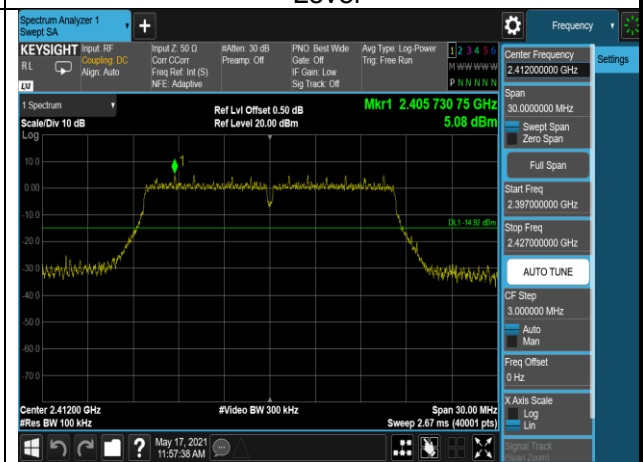 Level
Spectrum Analyzer 1
Swept SA
+
Frequency
KEYSIGHT
RL
LXI
Input: RF
Coupling: DC
Align: Auto
Input Z: 50 Ω
Corr CCorr
Freq Ref: Int (S)
NFE: Adaptive
#Atten: 30 dB
Preamp: Off
PNO: Best Wide
Gate: Off
IF Gain: Low
Sig Track: Off
Avg Type: Log-Power
Trig: Free Run
1 2 3 4 5 6
M W W W W W
P N N N N N
1 Spectrum
Scale/Div 10 dB
Log
Ref Lvl Offset 0.50 dB
Ref Level 20.00 dBm
Mkr1 2.405 730 75 GHz
5.08 dBm
10.0
0.00
-10.0
-20.0
-30.0
-40.0
-50.0
-60.0
-70.0
1
DL1 -14.92 dBm
Center 2.41200 GHz
#Res BW 100 kHz
#Video BW 300 kHz
Span 30.00 MHz
Sweep 2.67 ms (40001 pts)
May 17, 2021
11:57:38 AM
?
Settings
Center Frequency
2.412000000 GHz
Span
30.0000000 MHz
Swept Span
Zero Span
Full Span
Start Freq
2.397000000 GHz
Stop Freq
2.427000000 GHz
AUTO TUNE
CF Step
3.000000 MHz
Auto
Man
Freq Offset
0 Hz
X Axis Scale
Log
Lin
Signal Track
(Span Zoom)